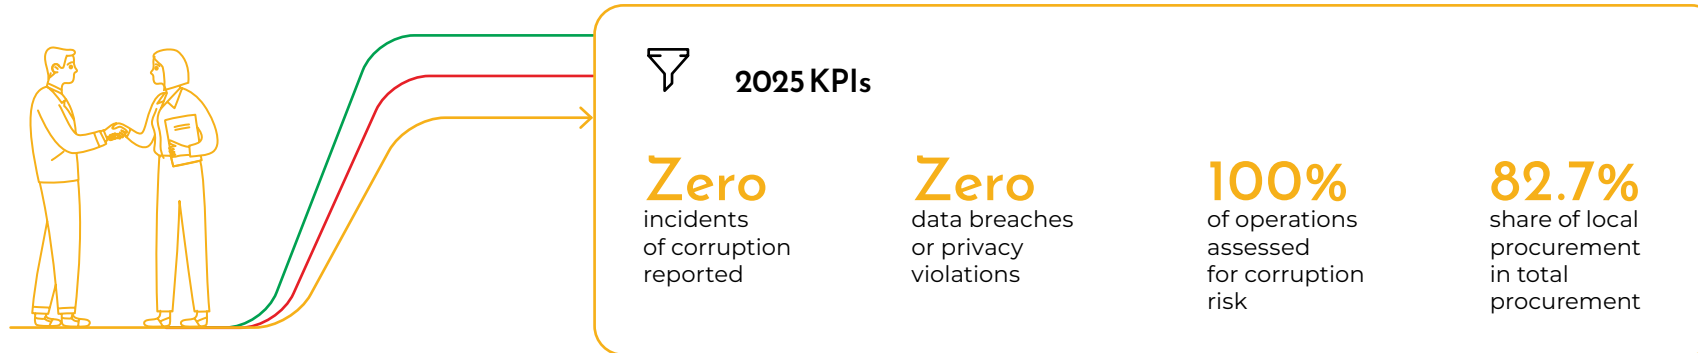 2025 KPIs
Zero
incidents
of corruption
reported
Zero
data breaches
or privacy
violations
100%
of operations
assessed
for corruption
risk
82.7%
share of local
procurement
in total
procurement